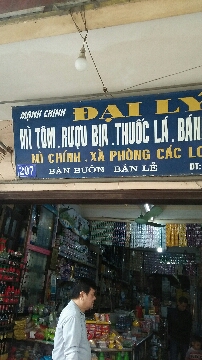 MẠNH CHINH ĐẠI LÝ
MÌ TÔM . RƯỢU BIA . THUỐC LÁ . BÁN
MÌ CHÍNH . XÀ PHÒNG CÁC LO
207 BÁN BUÔN BÁN LẺ